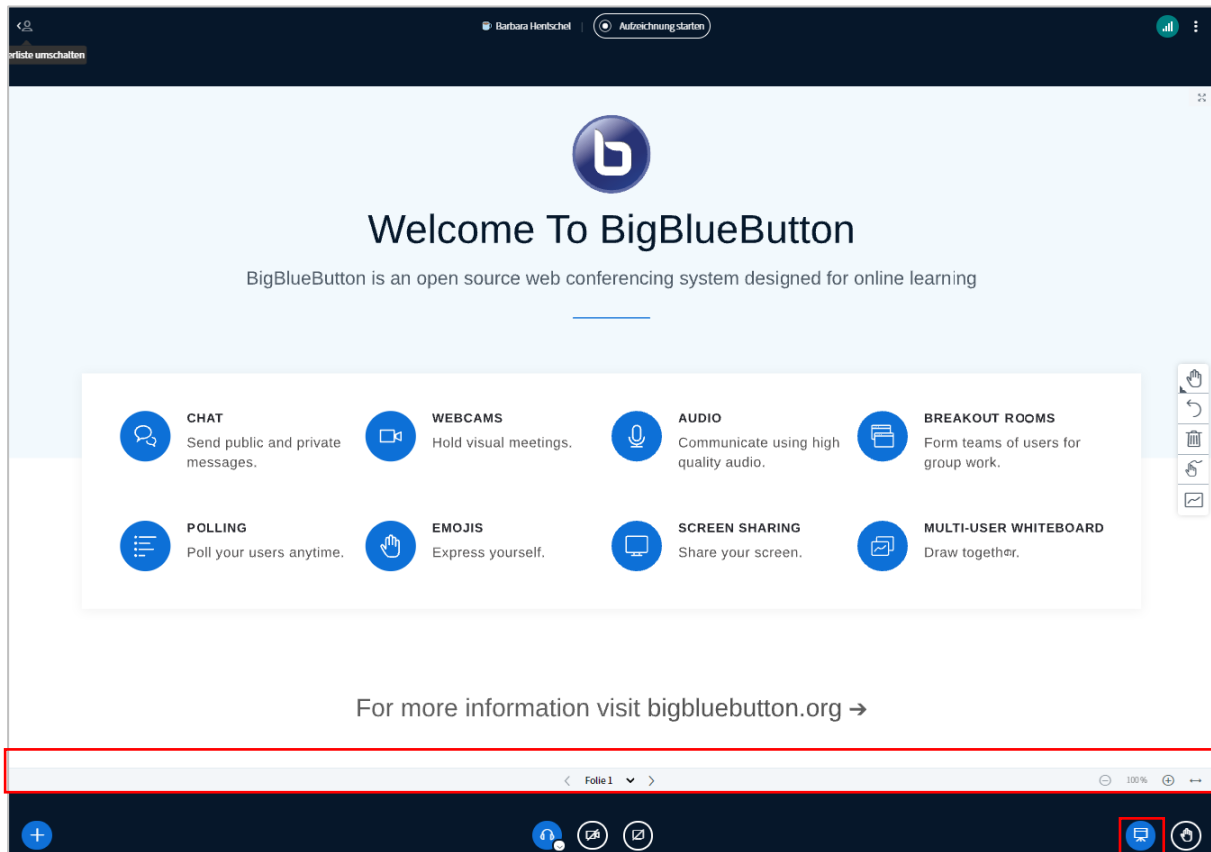 Barbara Hentschel | Aufzeichnung starten
erliste umschalten
Welcome To BigBlueButton
BigBlueButton is an open source web conferencing system designed for online learning
CHAT
Send public and private
messages.
WEBCAMS
Hold visual meetings.
AUDIO
Communicate using high
quality audio.
BREAKOUT ROOMS
Form teams of users for
group work.
POLLING
Poll your users anytime.
EMOJIS
Express yourself.
SCREEN SHARING
Share your screen.
MULTI-USER WHITEBOARD
Draw together.
For more information visit bigbluebutton.org →
Folie 1
100%